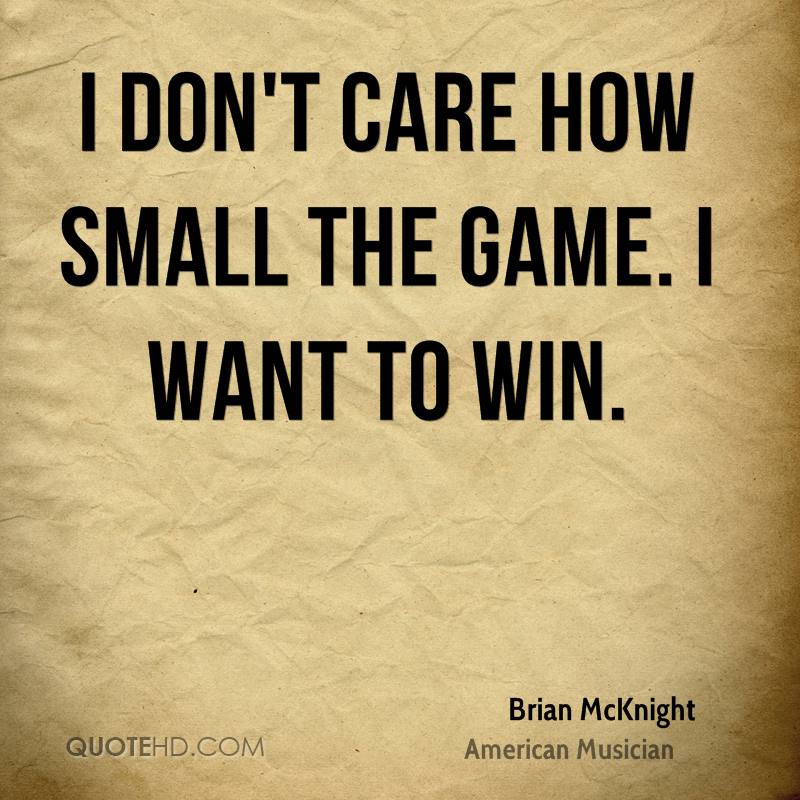 I DON'T CARE HOW
SMALL THE GAME. I
WANT TO WIN.
Brian McKnight
QUOTEHD.COM
American Musician